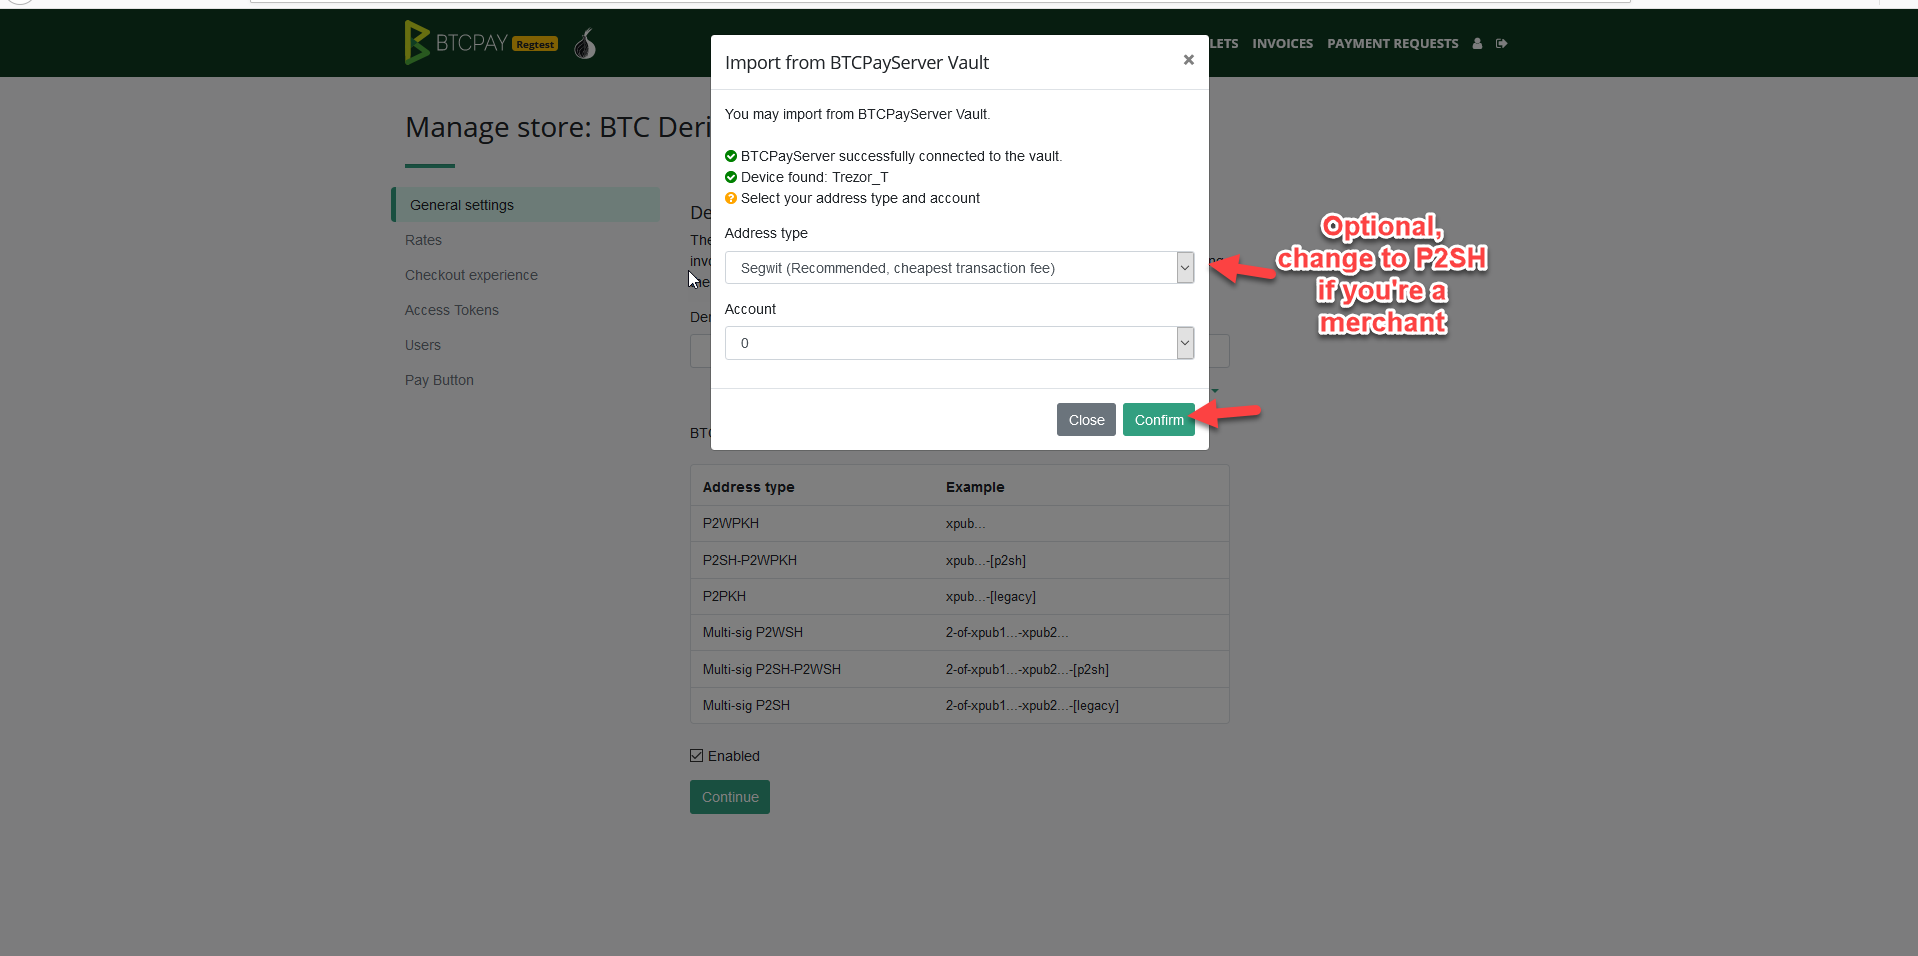 BTCPAY Regtest
LETS INVOICES PAYMENT REQUESTS
Import from BTCPayServer Vault
×
You may import from BTCPayServer Vault.
BTCPayServer successfully connected to the vault.
Device found: Trezor_T
? Select your address type and account
Address type
Segwit (Recommended, cheapest transaction fee)
Account
0
Close
Confirm
Optional,
change to P2SH
if you're a
merchant
Manage store: BTC Deri
General settings
Rates
Checkout experience
Access Tokens
Users
Pay Button
De
The
invo
Der
BTC
Address type Example
P2WPKH xpub...
P2SH-P2WPKH xpub...-[p2sh]
P2PKH xpub...-[legacy]
Multi-sig P2WSH 2-of-xpub1...-xpub2...
Multi-sig P2SH-P2WSH 2-of-xpub1...-xpub2...-[p2sh]
Multi-sig P2SH 2-of-xpub1...-xpub2...-[legacy]
Enabled
Continue